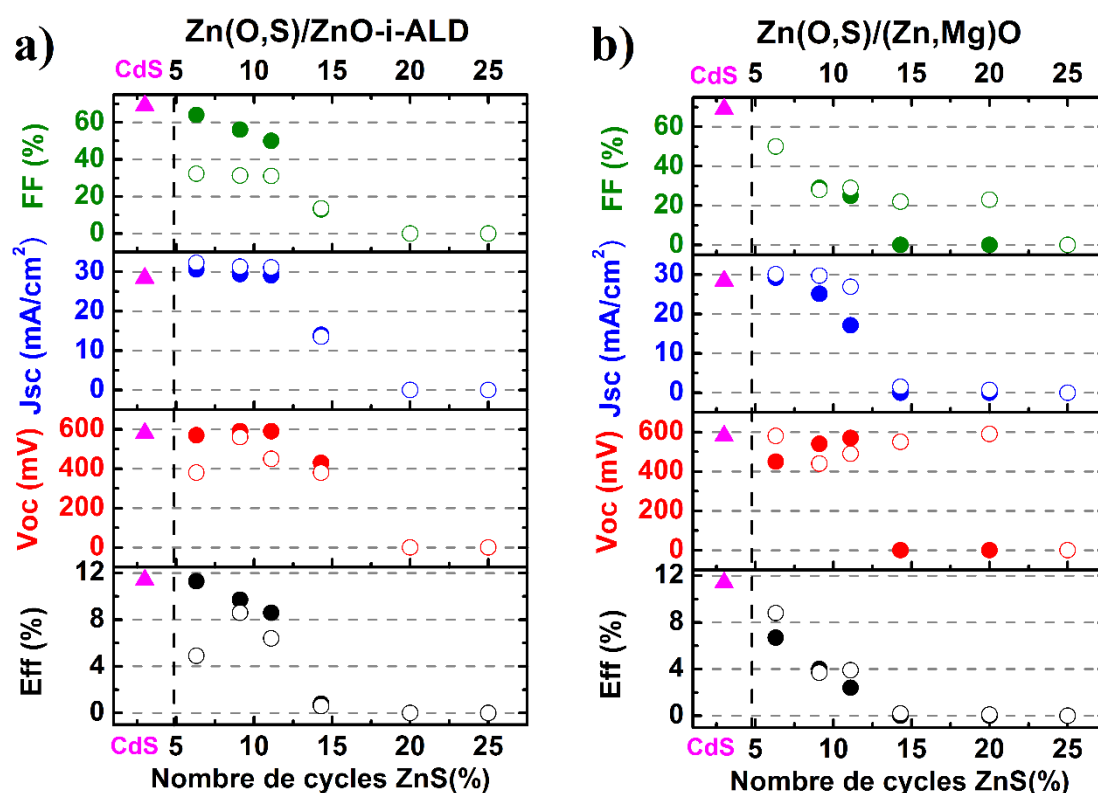 a)
Zn(O,S)/ZnO-i-ALD
CdS 5 10 15 20 25
FF (%)
60
40
20
0
Jsc (mA/cm²)
30
20
10
0
Voc (mV)
600
400
200
0
Eff (%)
12
8
4
0
CdS 5 10 15 20 25
Nombre de cycles ZnS(%)
b)
Zn(O,S)/(Zn,Mg)O
CdS 5 10 15 20 25
FF (%)
60
40
20
0
Jsc (mA/cm²)
30
20
10
0
Voc (mV)
600
400
200
0
Eff (%)
12
8
4
0
CdS 5 10 15 20 25
Nombre de cycles ZnS(%)